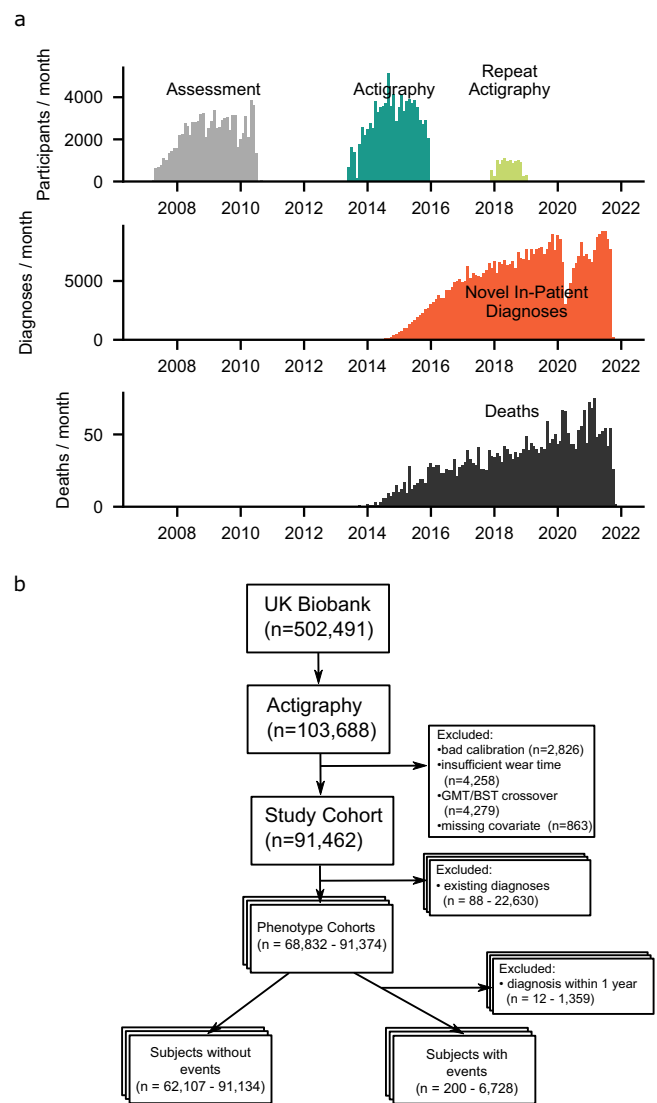 a
Assessment
Actigraphy
Repeat
Actigraphy
Participants / month
4000
2000
0
2008 2010 2012 2014 2016 2018 2020 2022
Diagnoses / month
5000
0
Novel In-Patient
Diagnoses
2008 2010 2012 2014 2016 2018 2020 2022
Deaths / month
50
0
Deaths
2008 2010 2012 2014 2016 2018 2020 2022
b
UK Biobank
(n=502,491)
Actigraphy
(n=103,688)
Excluded:
•bad calibration (n=2,826)
•insufficient wear time
(n=4,258)
•GMT/BST crossover
(n=4,279)
•missing covariate (n=863)
Study Cohort
(n=91,462)
Excluded:
• existing diagnoses
(n = 88 - 22,630)
Phenotype Cohorts
(n = 68,832 - 91,374)
Excluded:
• diagnosis within 1 year
(n = 12 - 1,359)
Subjects without
events
(n = 62,107 - 91,134)
Subjects with
events
(n = 200 - 6,728)